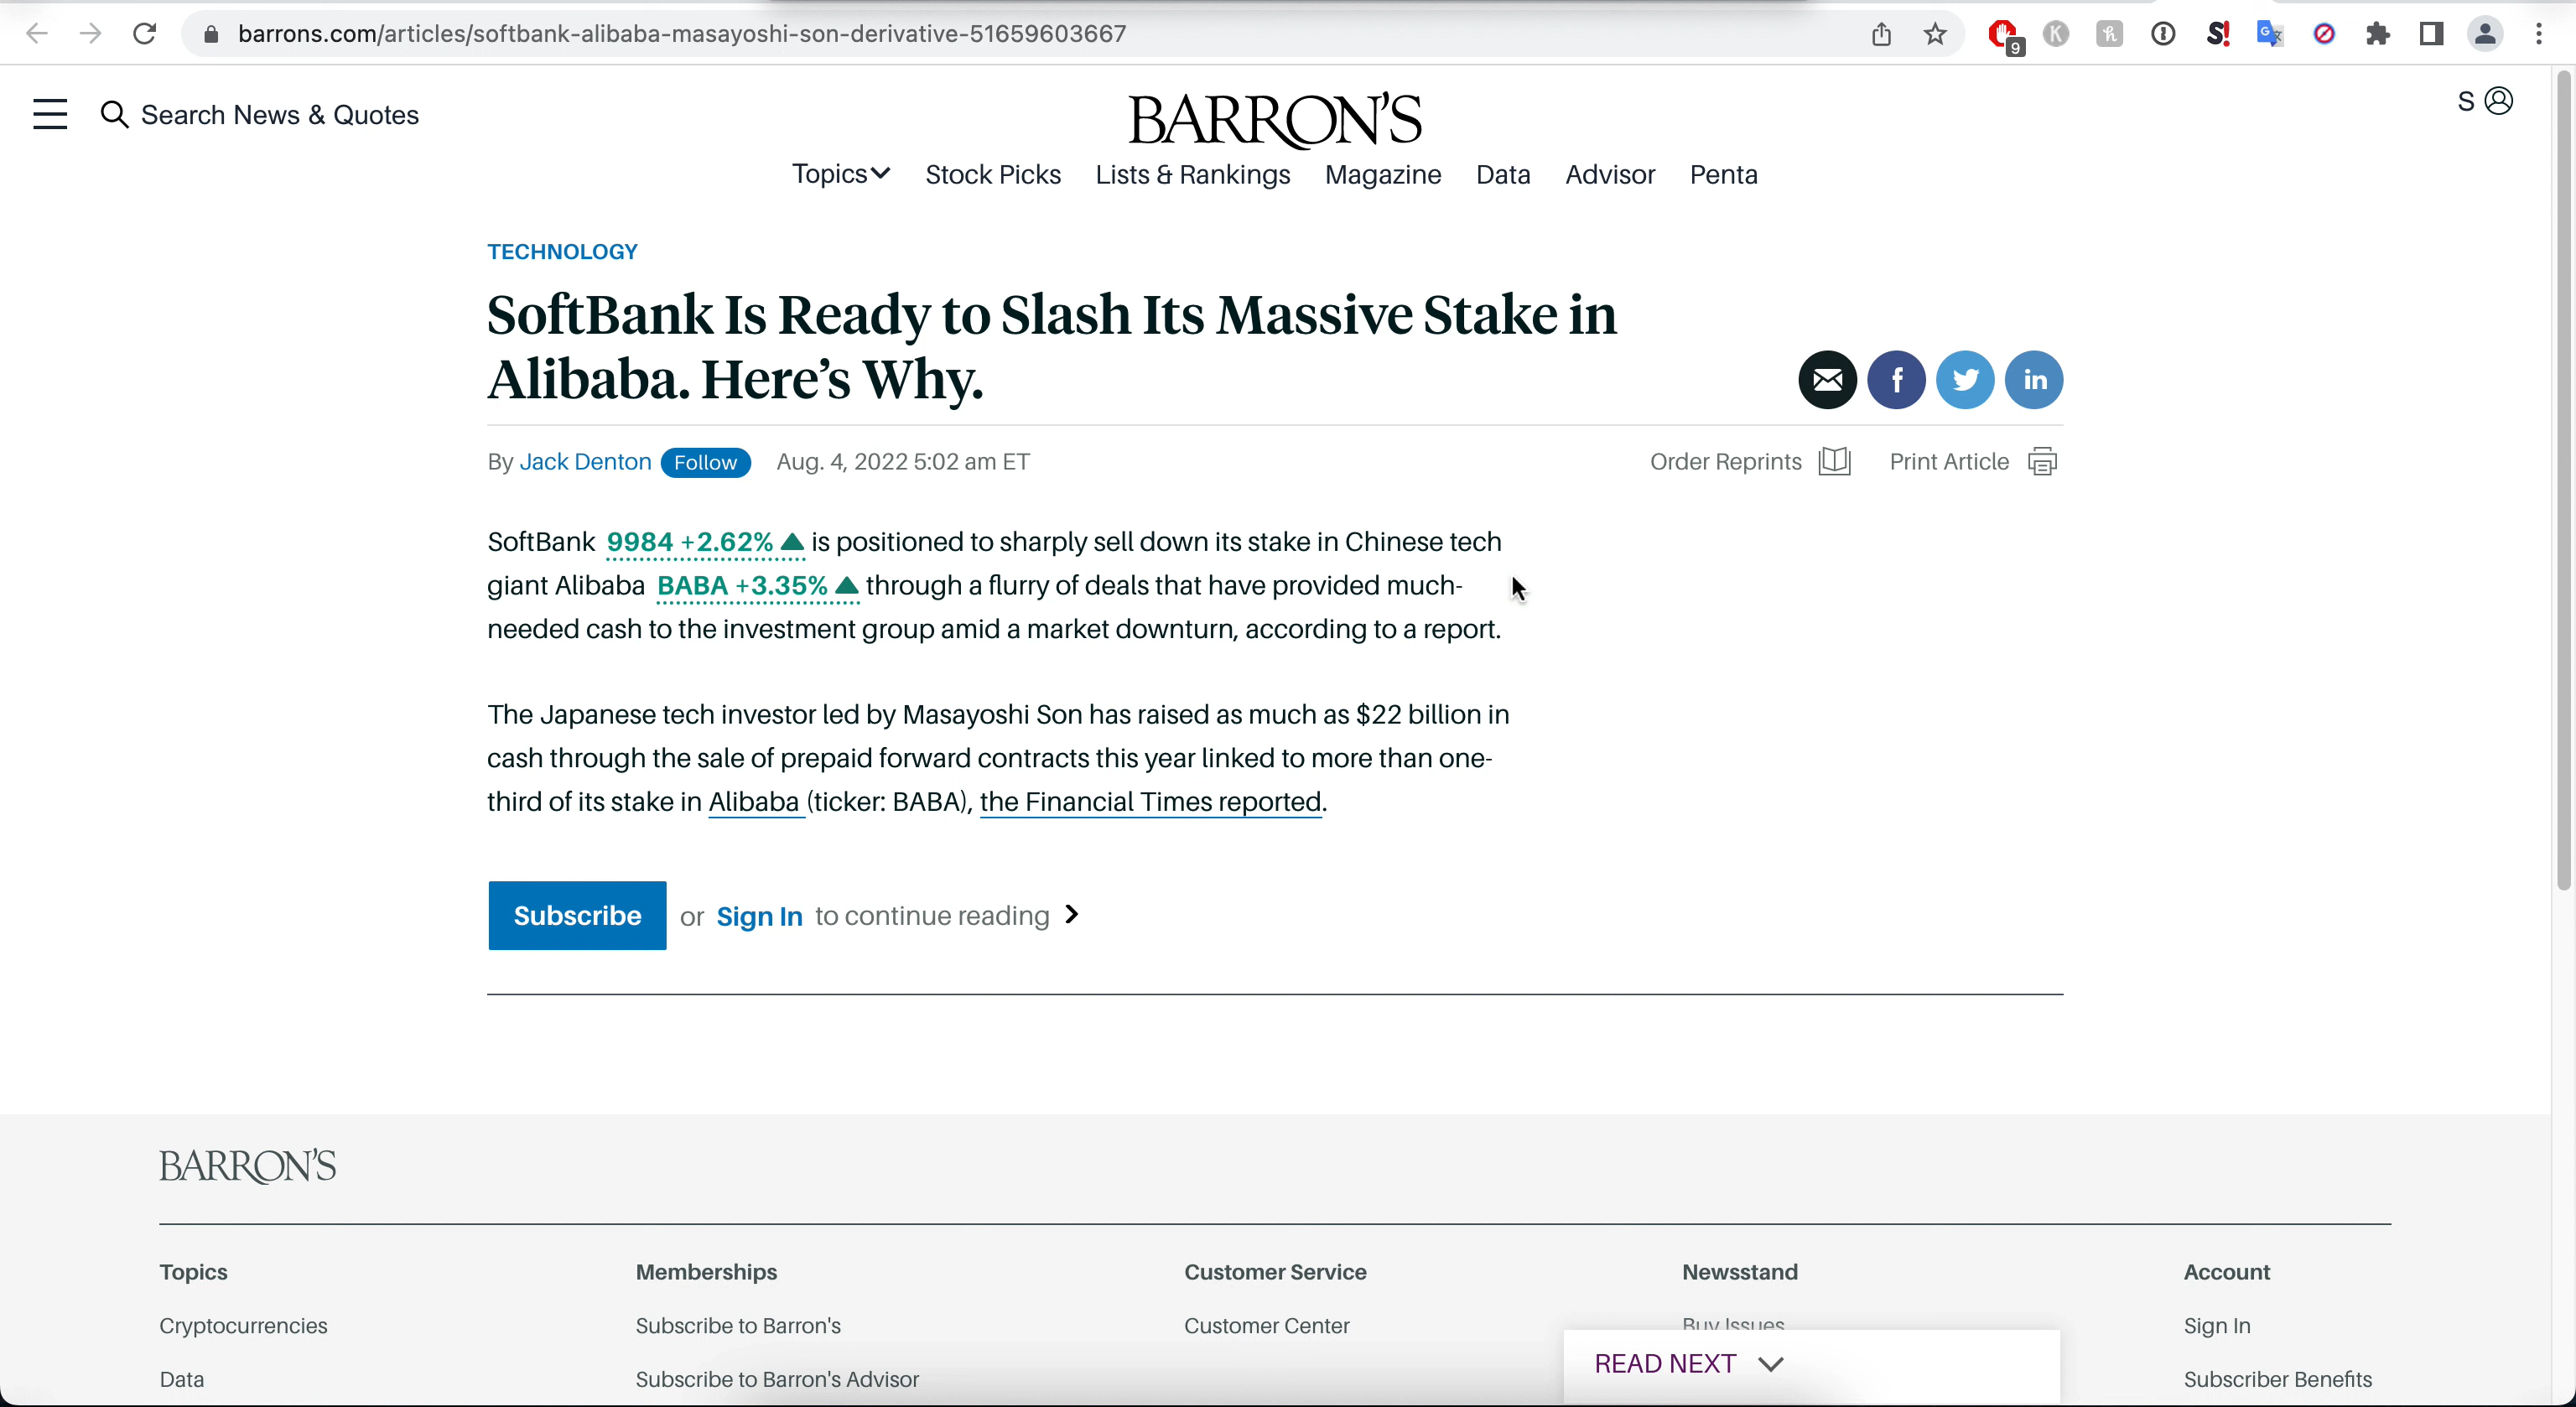 barrons.com/articles/softbank-alibaba-masayoshi-son-derivative-51659603667
9
Search News & Quotes
BARRON'S
S
Topics Stock Picks Lists & Rankings Magazine Data Advisor Penta
TECHNOLOGY
SoftBank Is Ready to Slash Its Massive Stake in
Alibaba. Here's Why.
By Jack Denton Follow Aug. 4, 2022 5:02 am ET
Order Reprints Print Article
SoftBank 9984 +2.62% ▲ is positioned to sharply sell down its stake in Chinese tech
giant Alibaba BABA +3.35% ▲ through a flurry of deals that have provided much-
needed cash to the investment group amid a market downturn, according to a report.
The Japanese tech investor led by Masayoshi Son has raised as much as $22 billion in
cash through the sale of prepaid forward contracts this year linked to more than one-
third of its stake in Alibaba (ticker: BABA), the Financial Times reported.
Subscribe or Sign In to continue reading
BARRON'S
Topics Memberships Customer Service Newsstand Account
Cryptocurrencies Subscribe to Barron's Customer Center Buy Issues Sign In
Data Subscribe to Barron's Advisor READ NEXT Subscriber Benefits